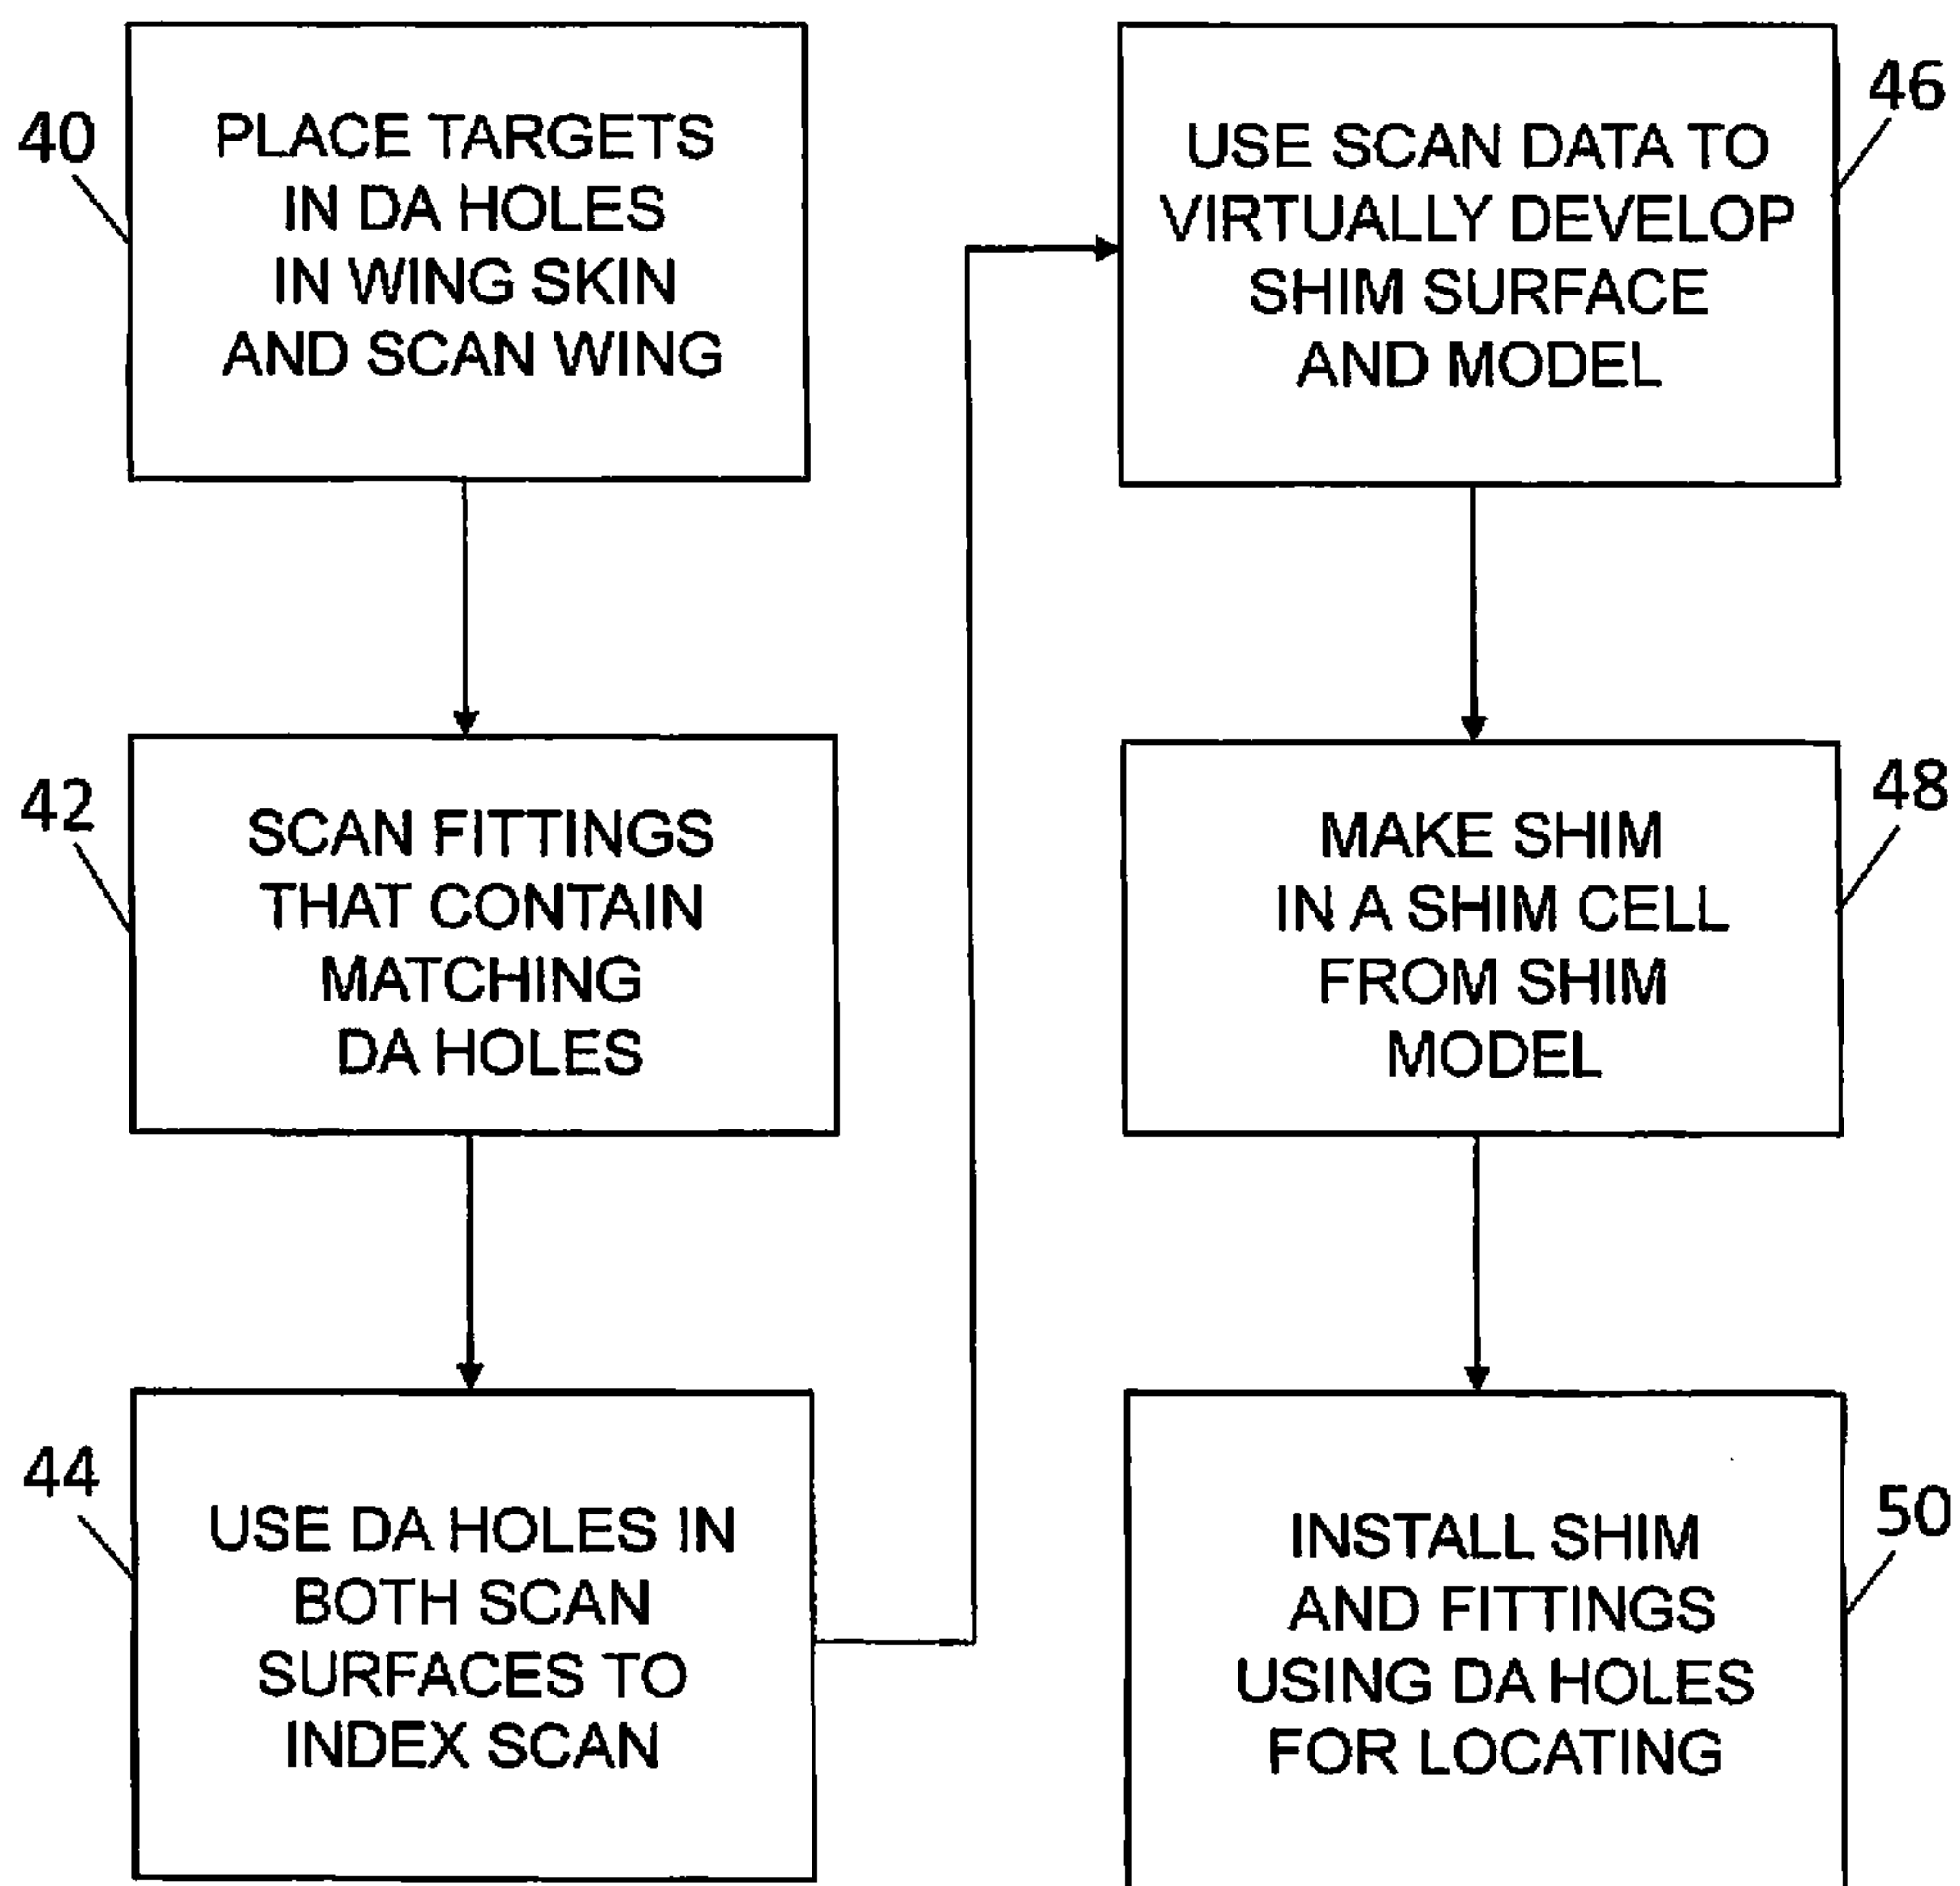 40
PLACE TARGETS
IN DA HOLES
IN WING SKIN
AND SCAN WING
42
SCAN FITTINGS
THAT CONTAIN
MATCHING
DA HOLES
44
USE DA HOLES IN
BOTH SCAN
SURFACES TO
INDEX SCAN
46
USE SCAN DATA TO
VIRTUALLY DEVELOP
SHIM SURFACE
AND MODEL
48
MAKE SHIM
IN A SHIM CELL
FROM SHIM
MODEL
50
INSTALL SHIM
AND FITTINGS
USING DA HOLES
FOR LOCATING